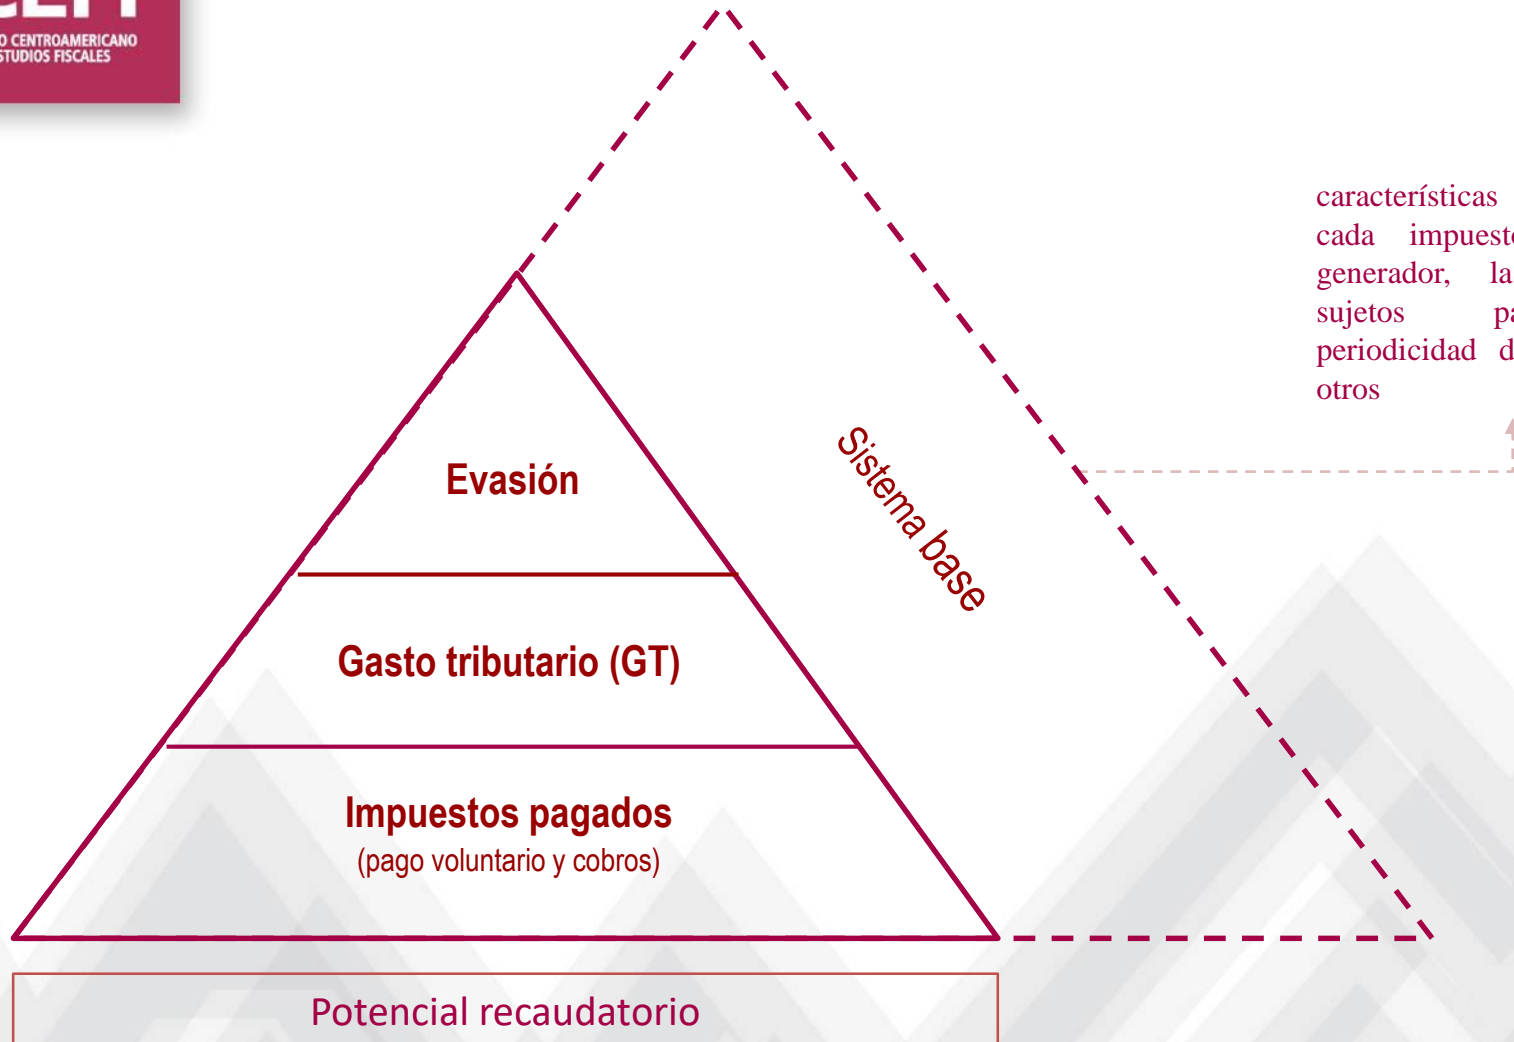 CENTROAMERICANO
FISCALES
características
cada
generador, la
sujetos
periodicidad
otros
Evasión
Sistema base
Gasto tributario (GT)
Impuestos pagados
(pago voluntario y cobros)
Potencial recaudatorio